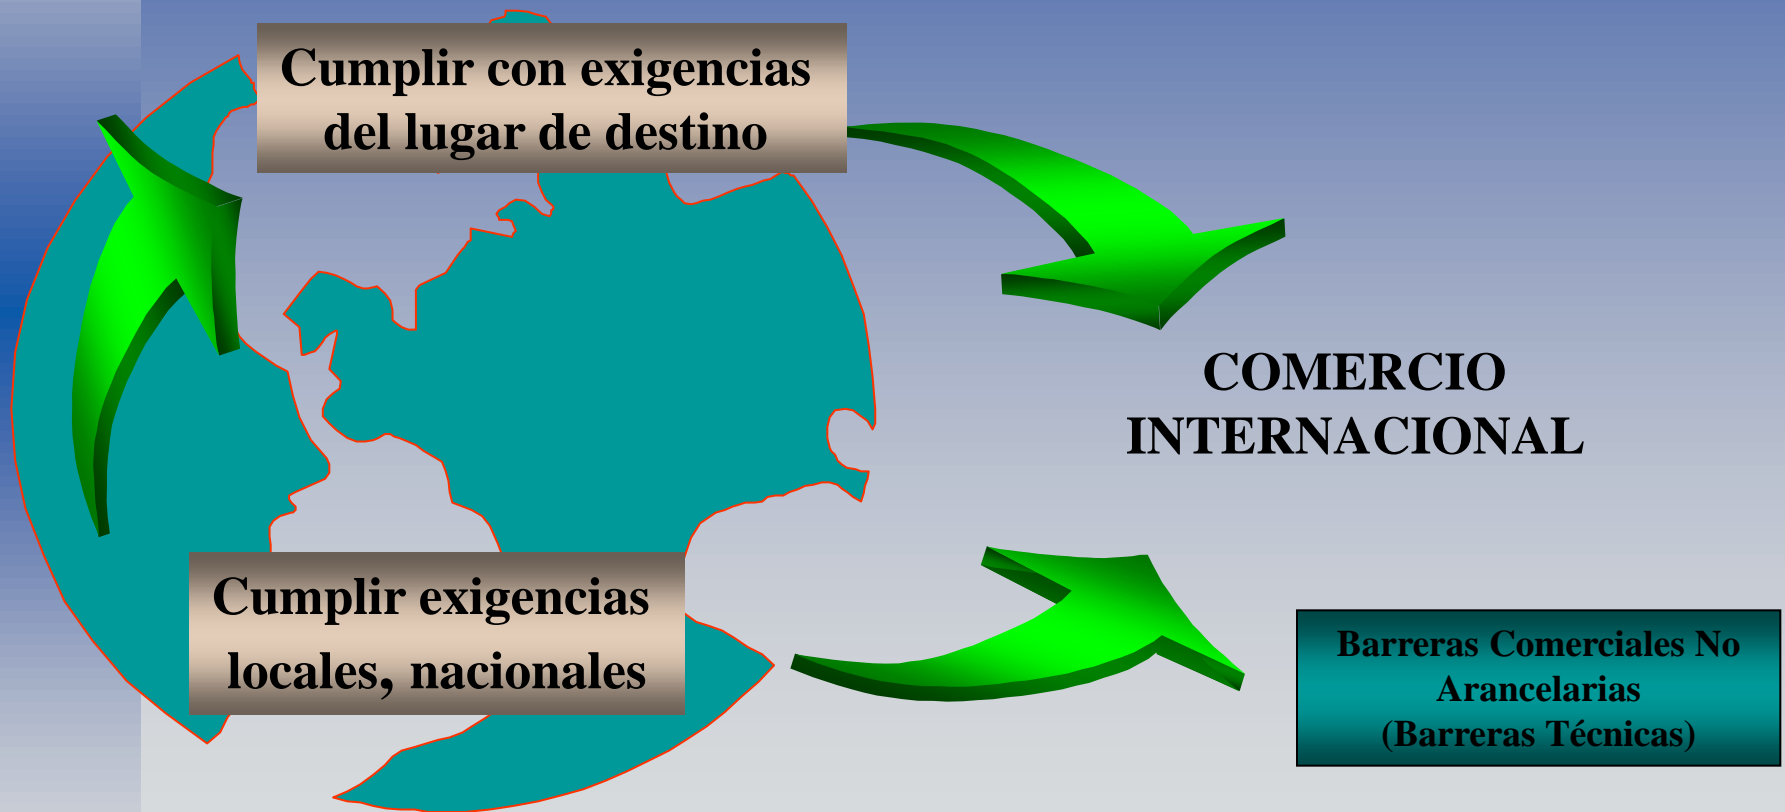 Cumplir con exigencias
del lugar de destino
COMERCIO
INTERNACIONAL
Cumplir exigencias
locales, nacionales
Barreras Comerciales No
Arancelarias
(Barreras Técnicas)